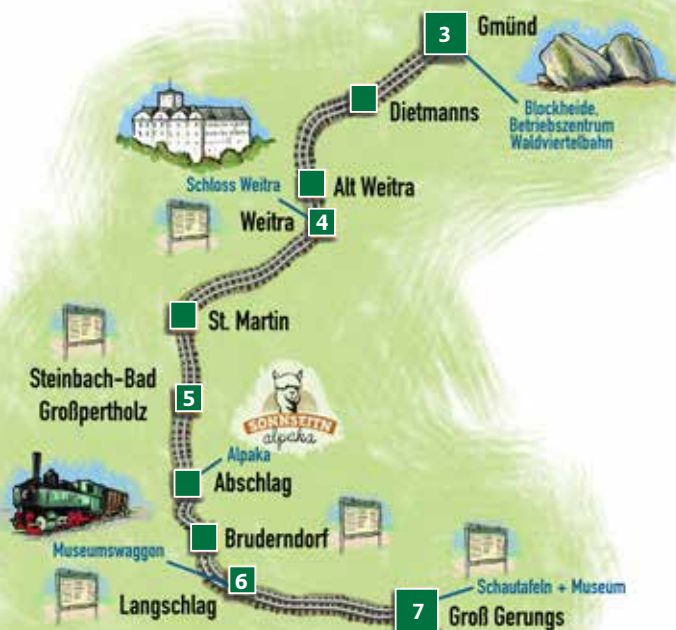 3
Gmünd
Dietmanns
Blockheide,
Betriebszentrum
Waldviertelbahn
Schloss Weitra
Alt Weitra
Weitra
4
St. Martin
Steinbach-Bad
Großpertholz
5
SONNSEITN
alpaka
Alpaka
Abschlag
Bruderndorf
Museumswaggon
6
Langschlag
Schautafeln + Museum
7
Groß Gerungs